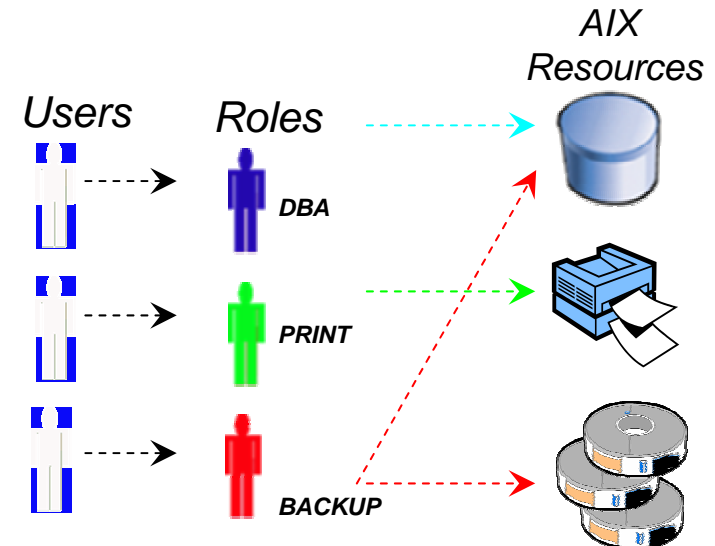 AIX
Resources
Users
Roles
DBA
PRINT
BACKUP